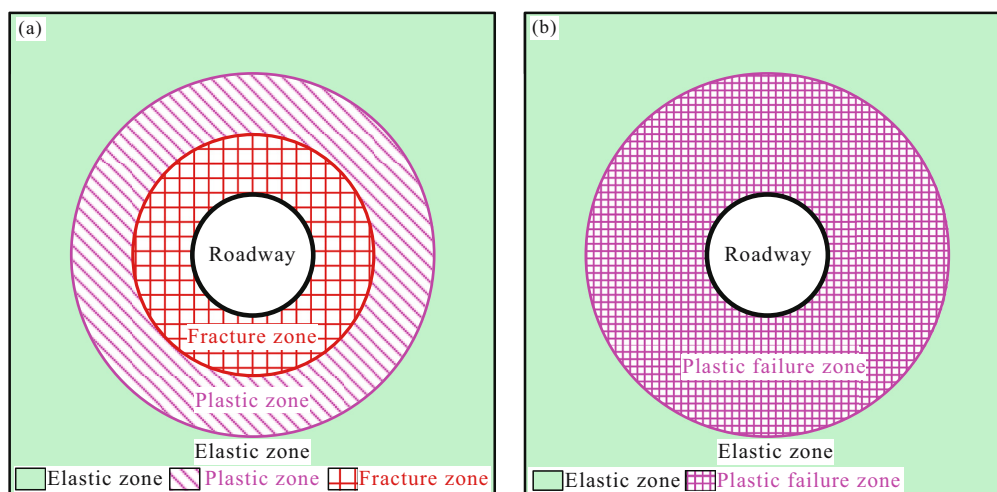 (a)
Roadway
Fracture zone
Plastic zone
Elastic zone
Elastic zone Plastic zone Fracture zone
(b)
Roadway
Plastic failure zone
Elastic zone
Elastic zone Plastic failure zone